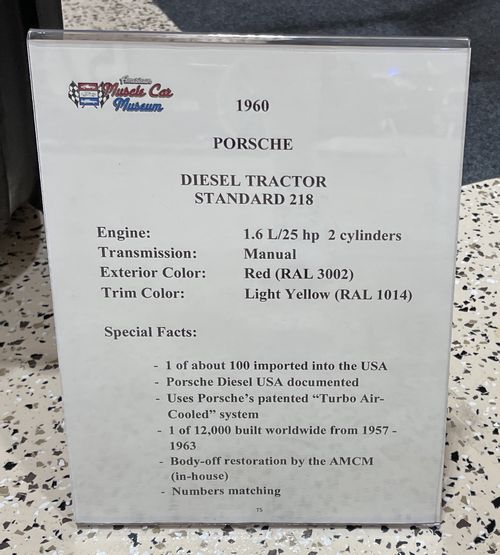 American
Muscle Car
Museum
1960
PORSCHE
DIESEL TRACTOR
STANDARD 218
Engine: 1.6 L/25 hp 2 cylinders
Transmission: Manual
Exterior Color: Red (RAL 3002)
Trim Color: Light Yellow (RAL 1014)
Special Facts:
- 1 of about 100 imported into the USA
- Porsche Diesel USA documented
- Uses Porsche's patented “Turbo Air-
Cooled” system
- 1 of 12,000 built worldwide from 1957 -
1963
- Body-off restoration by the AMCM
(in-house)
- Numbers matching
TS